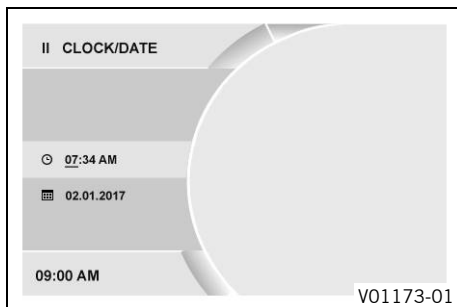 II CLOCK/DATE
07:34 AM
02.01.2017
09:00 AM
V01173-01